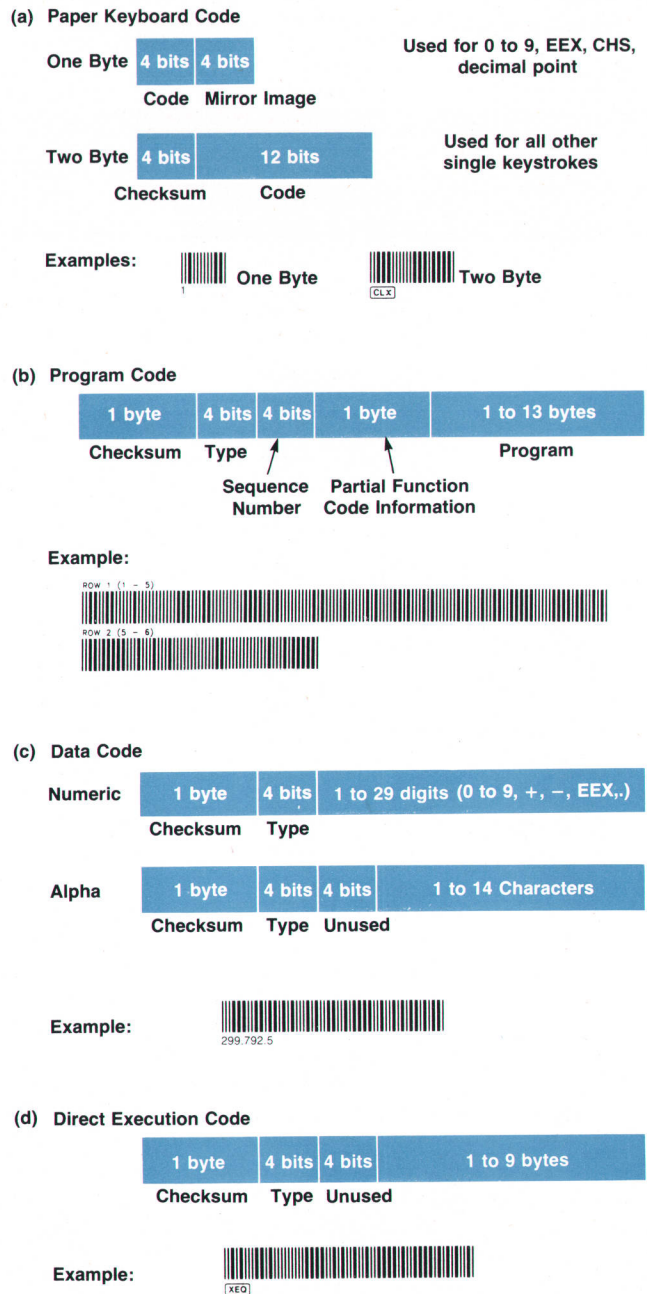 (a) Paper Keyboard Code
One Byte 4 bits 4 bits
Code Mirror Image
Used for 0 to 9, EEX, CHS,
decimal point
Two Byte 4 bits 12 bits
Checksum Code
Used for all other
single keystrokes
Examples:
1
One Byte
CLX
Two Byte
(b) Program Code
1 byte 4 bits 4 bits 1 byte 1 to 13 bytes
Checksum Type Program
Sequence
Number
Partial Function
Code Information
Example:
ROW 1 (1 - 5)
ROW 2 (5 - 6)
(c) Data Code
Numeric 1 byte 4 bits 1 to 29 digits (0 to 9, +, −, EEX,.)
Checksum Type
Alpha 1 byte 4 bits 4 bits 1 to 14 Characters
Checksum Type Unused
Example:
299.792.5
(d) Direct Execution Code
1 byte 4 bits 4 bits 1 to 9 bytes
Checksum Type Unused
Example:
XEQ